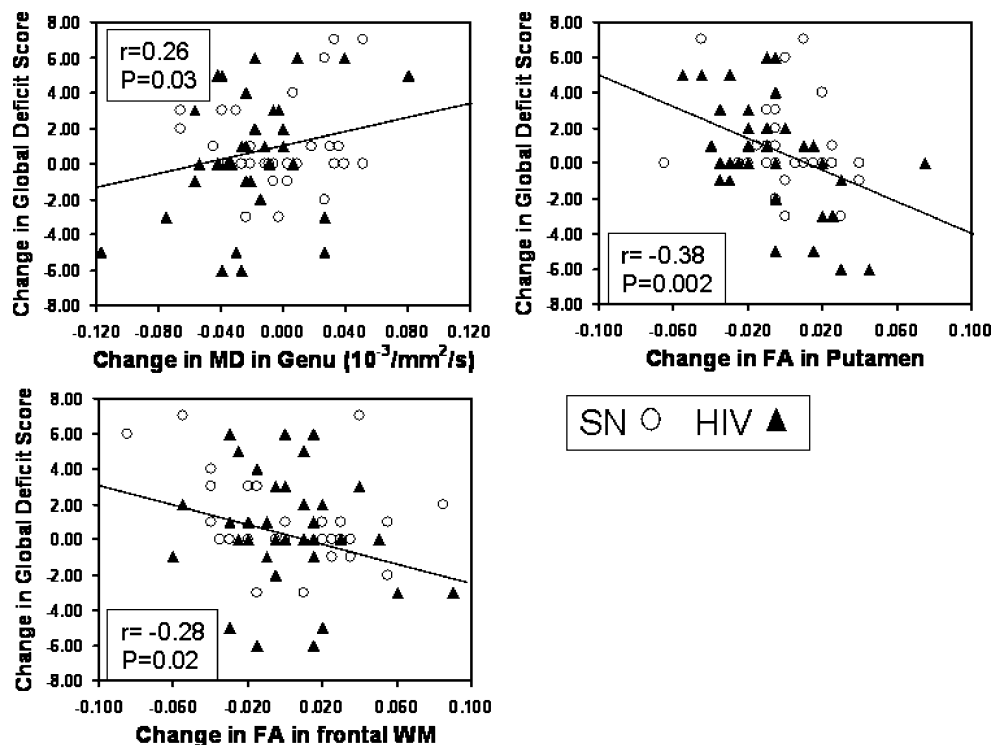 Change in Global Deficit Score
8.00
6.00
4.00
2.00
0.00
-2.00
-4.00
-6.00
-8.00
r=0.26
P=0.03
-0.120 -0.080 -0.040 0.000 0.040 0.080 0.120
Change in MD in Genu (10⁻³/mm²/s)
Change in Global Deficit Score
8.00
6.00
4.00
2.00
0.00
-2.00
-4.00
-6.00
-8.00
r= -0.38
P=0.002
-0.100 -0.060 -0.020 0.020 0.060 0.100
Change in FA in Putamen
Change in Global Deficit Score
8.00
6.00
4.00
2.00
0.00
-2.00
-4.00
-6.00
-8.00
r= -0.28
P=0.02
-0.100 -0.060 -0.020 0.020 0.060 0.100
Change in FA in frontal WM
SN ○ HIV ▲